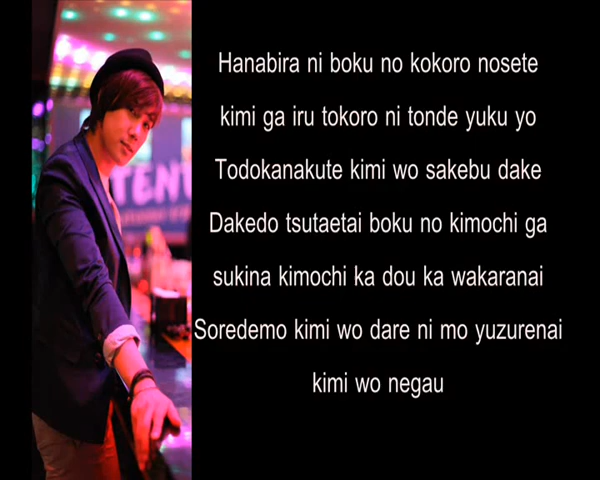 Hanabira ni boku no kokoro nosete
kimi ga iru tokoro ni tonde yuku yo
Todokanakute kimi wo sakebu dake
Dakedo tsutaetai boku no kimochi ga
sukina kimochi ka dou ka wakaranai
Soredemo kimi wo dare ni mo yuzurenai
kimi wo negau
TENT